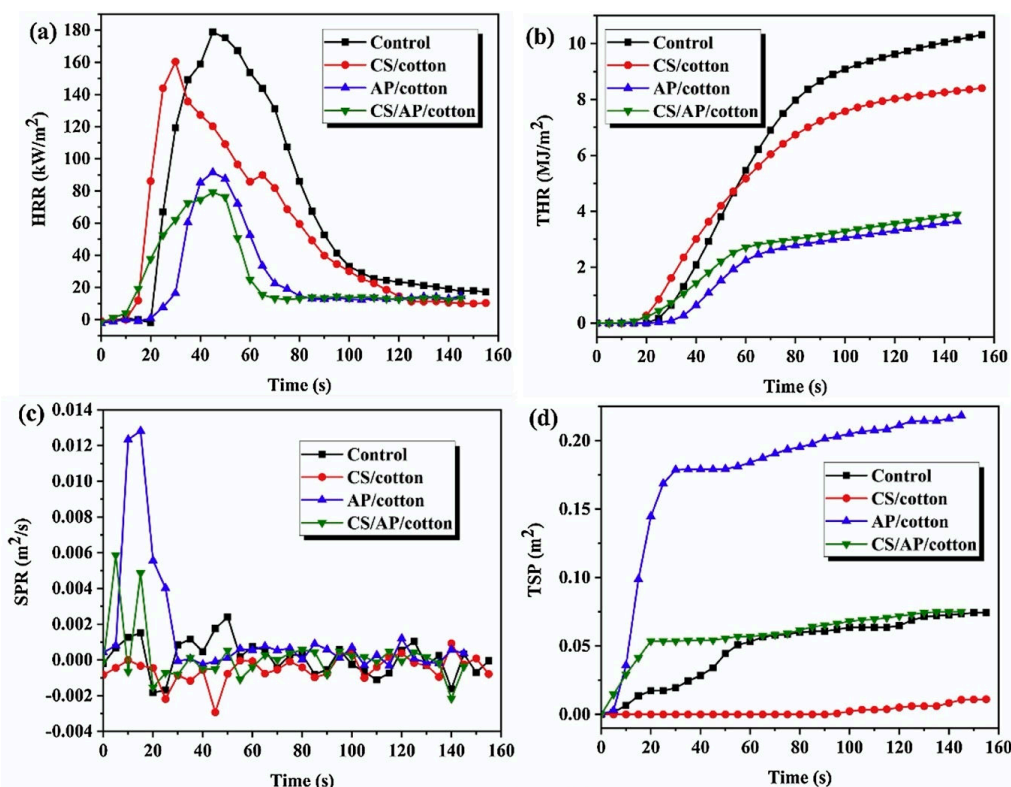 (a)
180
160
140
120
100
80
60
40
20
0
HRR (kW/m²)
Control
CS/cotton
AP/cotton
CS/AP/cotton
0 20 40 60 80 100 120 140 160
Time (s)
(b)
10
8
6
4
2
0
THR (MJ/m²)
Control
CS/cotton
AP/cotton
CS/AP/cotton
0 20 40 60 80 100 120 140 160
Time (s)
(c)
0.014
0.012
0.010
0.008
0.006
0.004
0.002
0.000
-0.002
-0.004
SPR (m²/s)
Control
CS/cotton
AP/cotton
CS/AP/cotton
0 20 40 60 80 100 120 140 160
Time (s)
(d)
0.20
0.15
0.10
0.05
0.00
TSP (m²)
Control
CS/cotton
AP/cotton
CS/AP/cotton
0 20 40 60 80 100 120 140 160
Time (s)